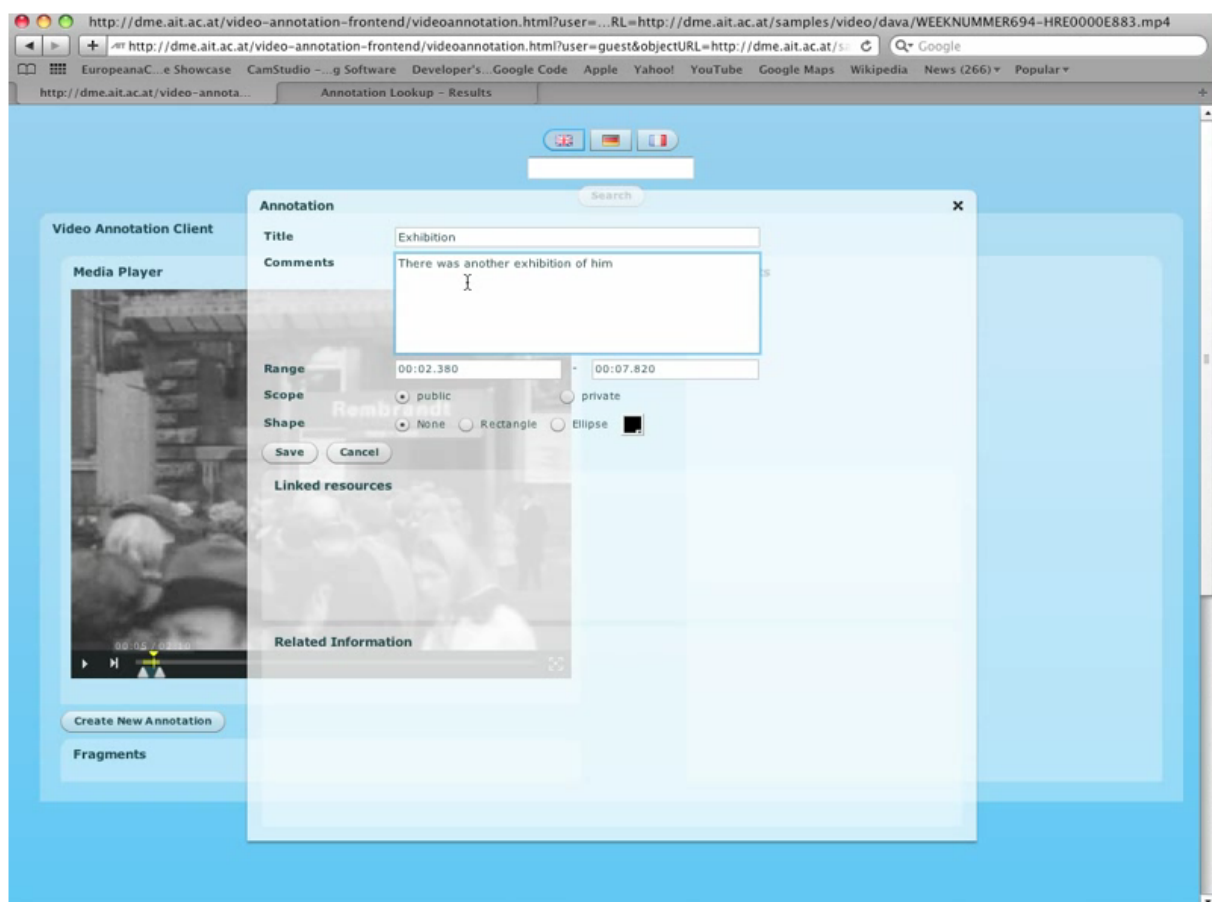 http://dme.ait.ac.at/video-annotation-frontend/videoannotation.html?user=...RL=http://dme.ait.ac.at/samples/video/dava/WEEKNUMMER694-HRE0000E883.mp4
http://dme.ait.ac.at/video-annotation-frontend/videoannotation.html?user=guest&objectURL=http://dme.ait.ac.at/s
Google
EuropeanaC...e Showcase CamStudio -...g Software Developer's...Google Code Apple Yahoo! YouTube Google Maps Wikipedia News (266) Popular
http://dme.ait.ac.at/video-annota... Annotation Lookup – Results
Search
Annotation
Video Annotation Client
Title Exhibition
Comments There was another exhibition of him
Media Player
Range 00:02.380 - 00:07.820
Scope public private
Rembrandt
Shape None Rectangle Ellipse
Save Cancel
Linked resources
Related Information
00:05 / 02:10
Create New Annotation
Fragments